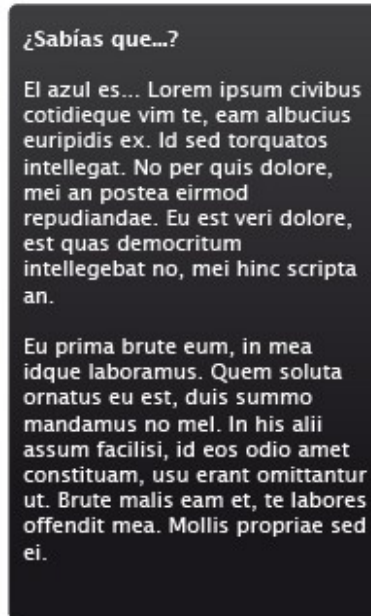 ¿Sabías que...?
El azul es... Lorem ipsum civibus
cotidieque vim te, eam albucius
euripidis ex. Id sed torquatos
intellegat. No per quis dolore,
mei an postea eirmod
repudiandae. Eu est veri dolore,
est quas democritum
intellegebat no, mei hinc scripta
an.
Eu prima brute eum, in mea
idque laboramus. Quem soluta
ornatus eu est, duis summo
mandamus no mel. In his alii
assum facilisi, id eos odio amet
constituam, usu erant omittantur
ut. Brute malis eam et, te labores
offendit mea. Mollis propriae sed
ei.